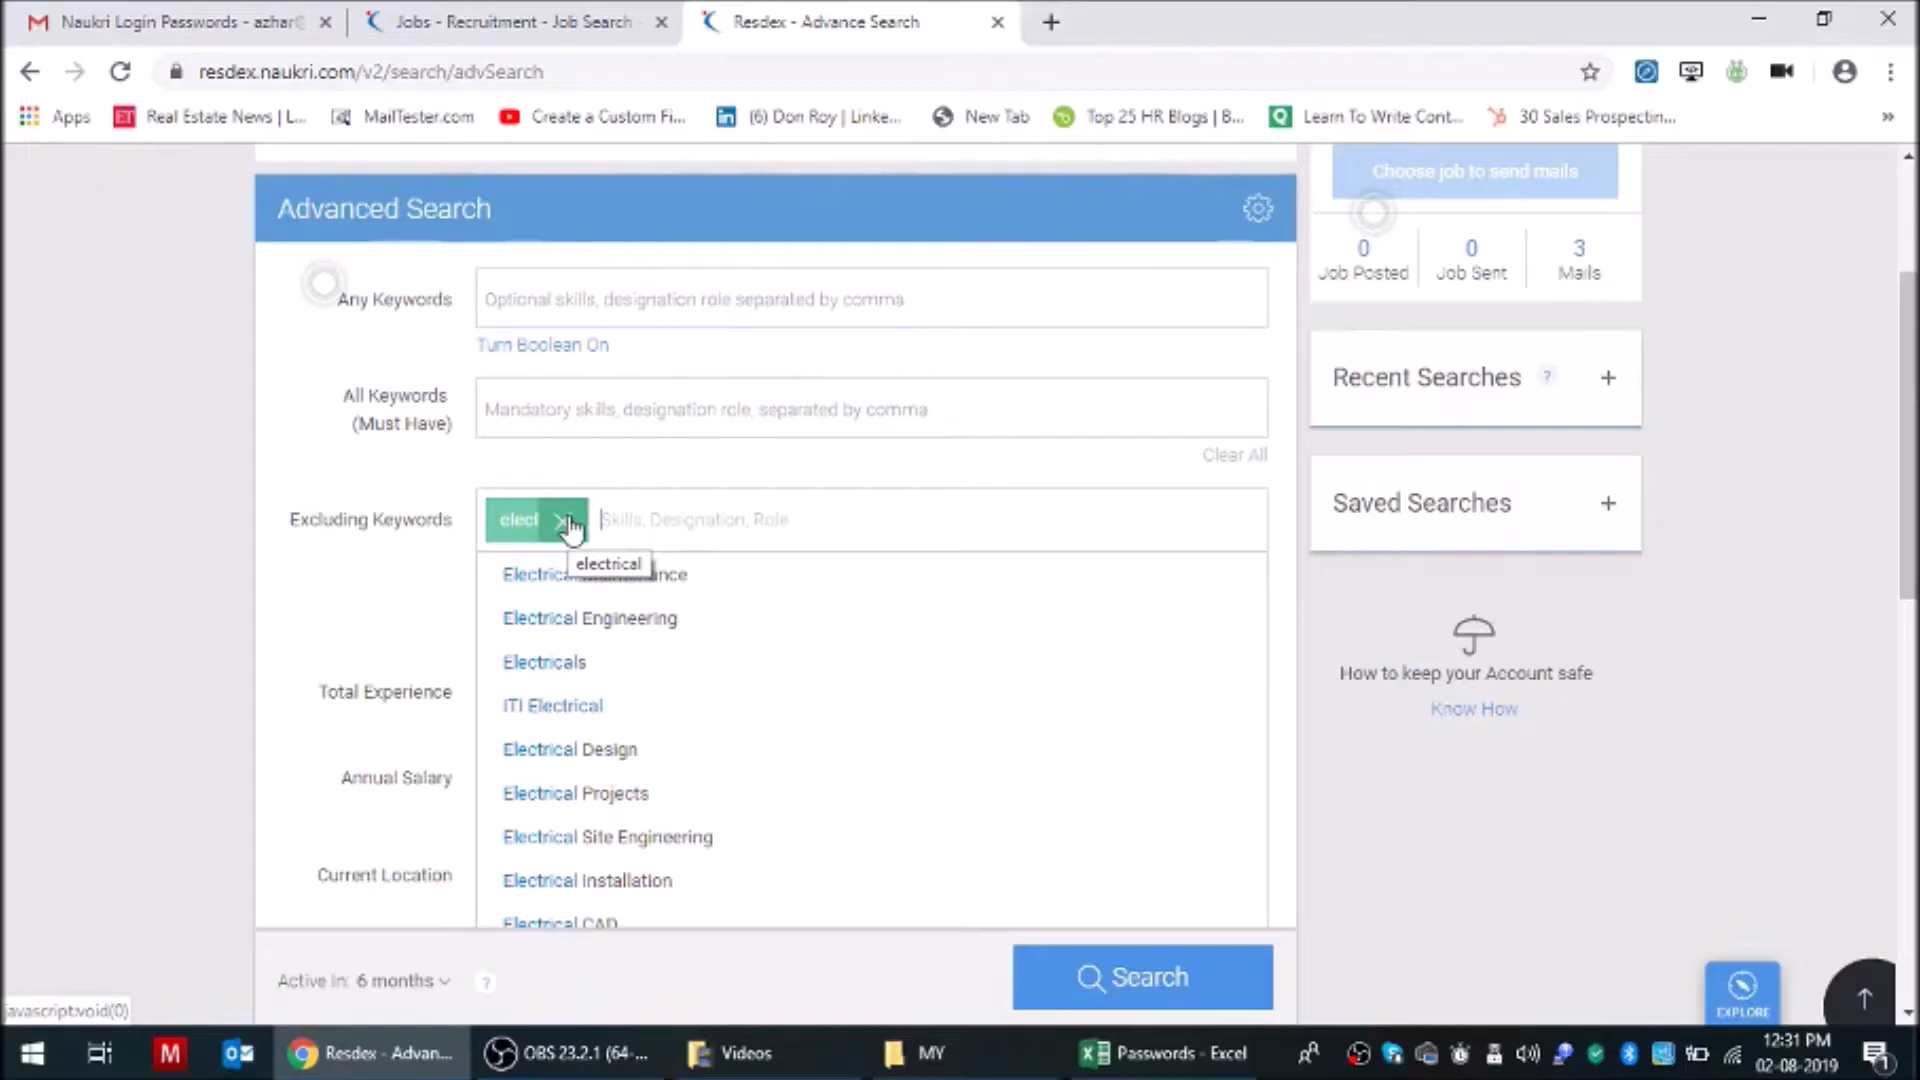 Naukri Login Passwords - azhar
Jobs - Recruitment - Job Search
Resdex - Advance Search
resdex.naukri.com/v2/search/advSearch
Apps
Real Estate News | L...
MailTester.com
Create a Custom Fi...
(6) Don Roy | Linke...
New Tab
Top 25 HR Blogs | B...
Learn To Write Cont...
30 Sales Prospectin...
»
Choose job to send mails
Advanced Search
0
0
3
Job Posted
Job Sent
Mails
Any Keywords
Optional skills, designation role separated by comma
Turn Boolean On
Recent Searches ? +
All Keywords
(Must Have)
Mandatory skills, designation role, separated by comma
Clear All
Saved Searches +
Excluding Keywords
elect
Skills, Designation, Role
electrical
Electrical
Electrical Engineering
Electricals
ITI Electrical
Electrical Design
Electrical Projects
Electrical Site Engineering
Electrical Installation
Electrical CAD
Total Experience
Annual Salary
Current Location
How to keep your Account safe
Know How
Active In: 6 months
?
Search
EXPLORE
javascript:void(0)
Resdex - Advan...
OBS 23.2.1 (64-...
Videos
MY
Passwords - Excel
12:31 PM
02-08-2019
1